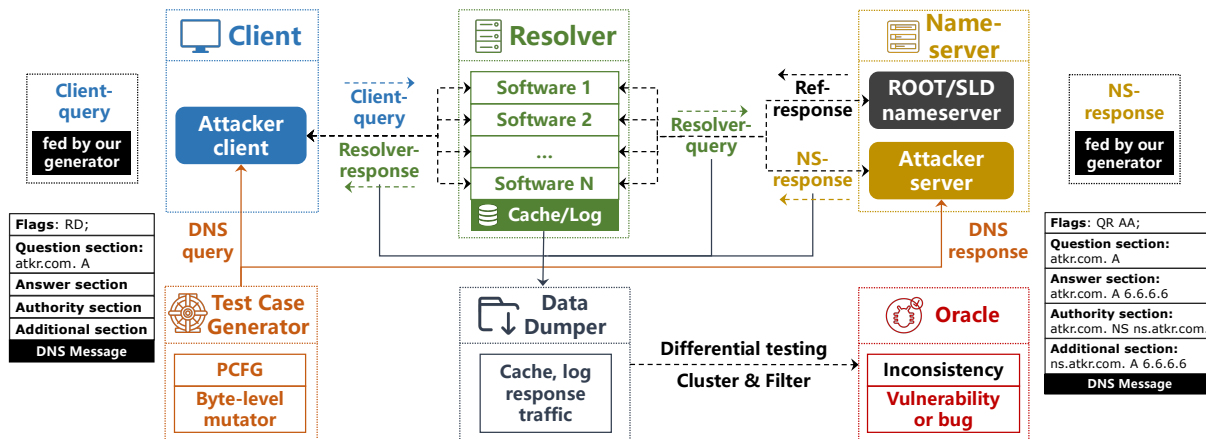 Client
Resolver
Name-
server
Client-
query
fed by our
generator
Attacker
client
Client-
query
Resolver-
response
Software 1
Software 2
...
Software N
Cache/Log
Resolver-
query
Ref-
response
NS-
response
ROOT/SLD
nameserver
Attacker
server
NS-
response
fed by our
generator
Flags: RD;
Question section:
atkr.com. A
Answer section
Authority section
Additional section
DNS Message
DNS
query
DNS
response
Flags: QR AA;
Question section:
atkr.com. A
Answer section:
atkr.com. A 6.6.6.6
Authority section:
atkr.com. NS ns.atkr.com.
Additional section:
ns.atkr.com. A 6.6.6.6
DNS Message
Test Case
Generator
PCFG
Byte-level
mutator
Data
Dumper
Cache, log
response
traffic
Differential testing
Cluster & Filter
Oracle
Inconsistency
Vulnerability
or bug